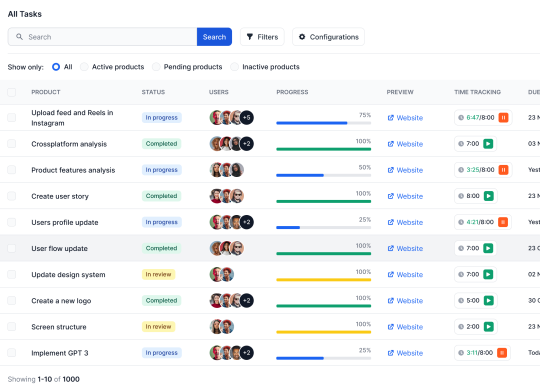 All Tasks
Search Search Filters Configurations
Show only: All Active products Pending products Inactive products
PRODUCT STATUS USERS PROGRESS PREVIEW TIME TRACKING DUE
Upload feed and Reels in
Instagram In progress +5 75% Website 6:47/8:00 23 N
Crossplatform analysis Completed +2 100% Website 7:00 03 N
Product features analysis In progress 50% Website 3:25/8:00 Yest
Create user story Completed 100% Website 8:00 23 N
Users profile update In progress +2 25% Website 4:21/8:00 Yest
User flow update Completed 100% Website 7:00 23
Update design system In review 100% Website 7:00 02 N
Create a new logo Completed +2 100% Website 5:00 30
Screen structure In review 100% Website 2:00 23 N
Implement GPT 3 In progress +2 25% Website 3:11/8:00 Toda
Showing 1-10 of 1000